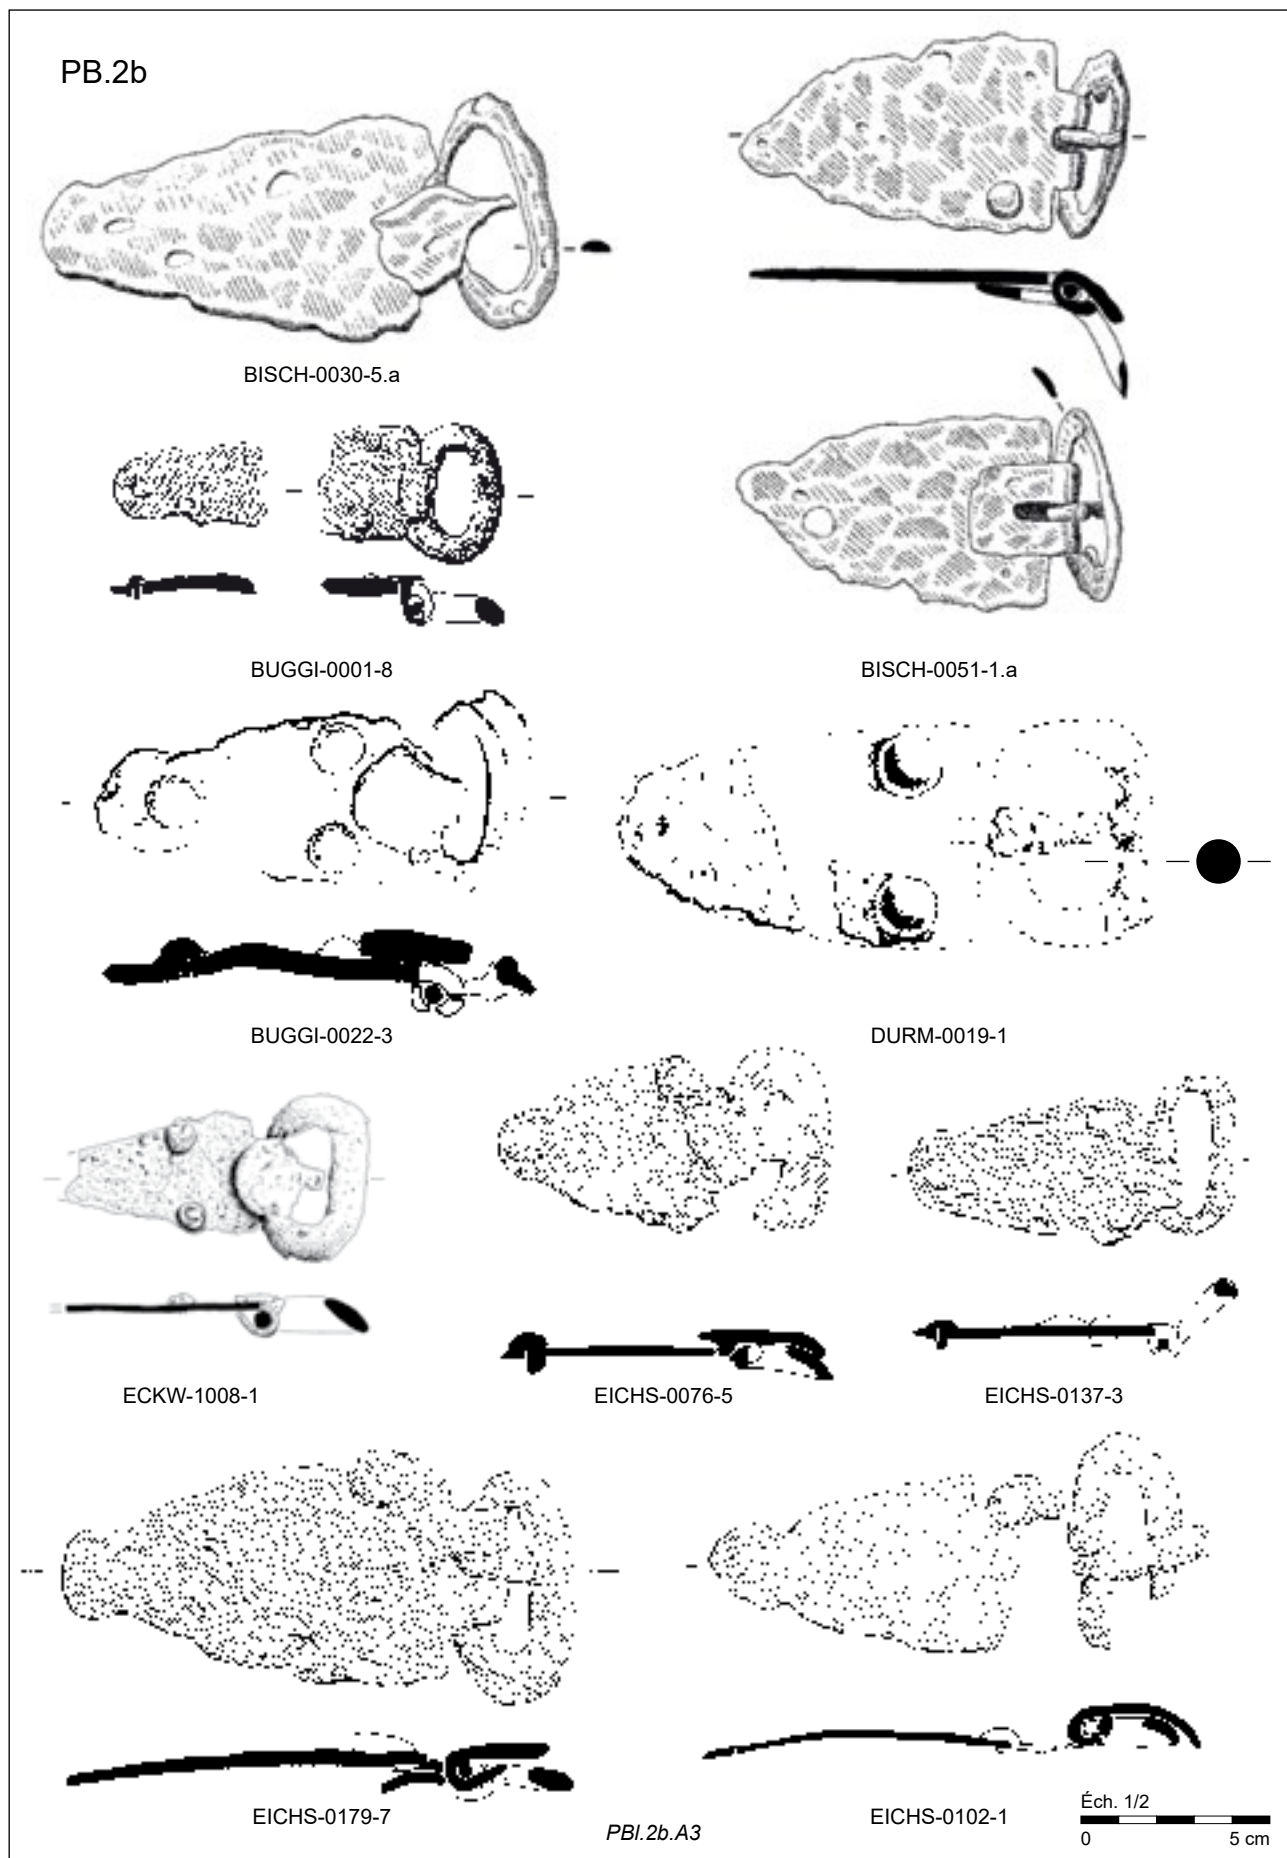 PB.2b
BISCH-0030-5.a
BUGGI-0001-8
BISCH-0051-1.a
BUGGI-0022-3
DURM-0019-1
ECKW-1008-1
EICHS-0076-5
EICHS-0137-3
EICHS-0179-7
PBl.2b.A3
EICHS-0102-1
Éch. 1/2
0 5 cm